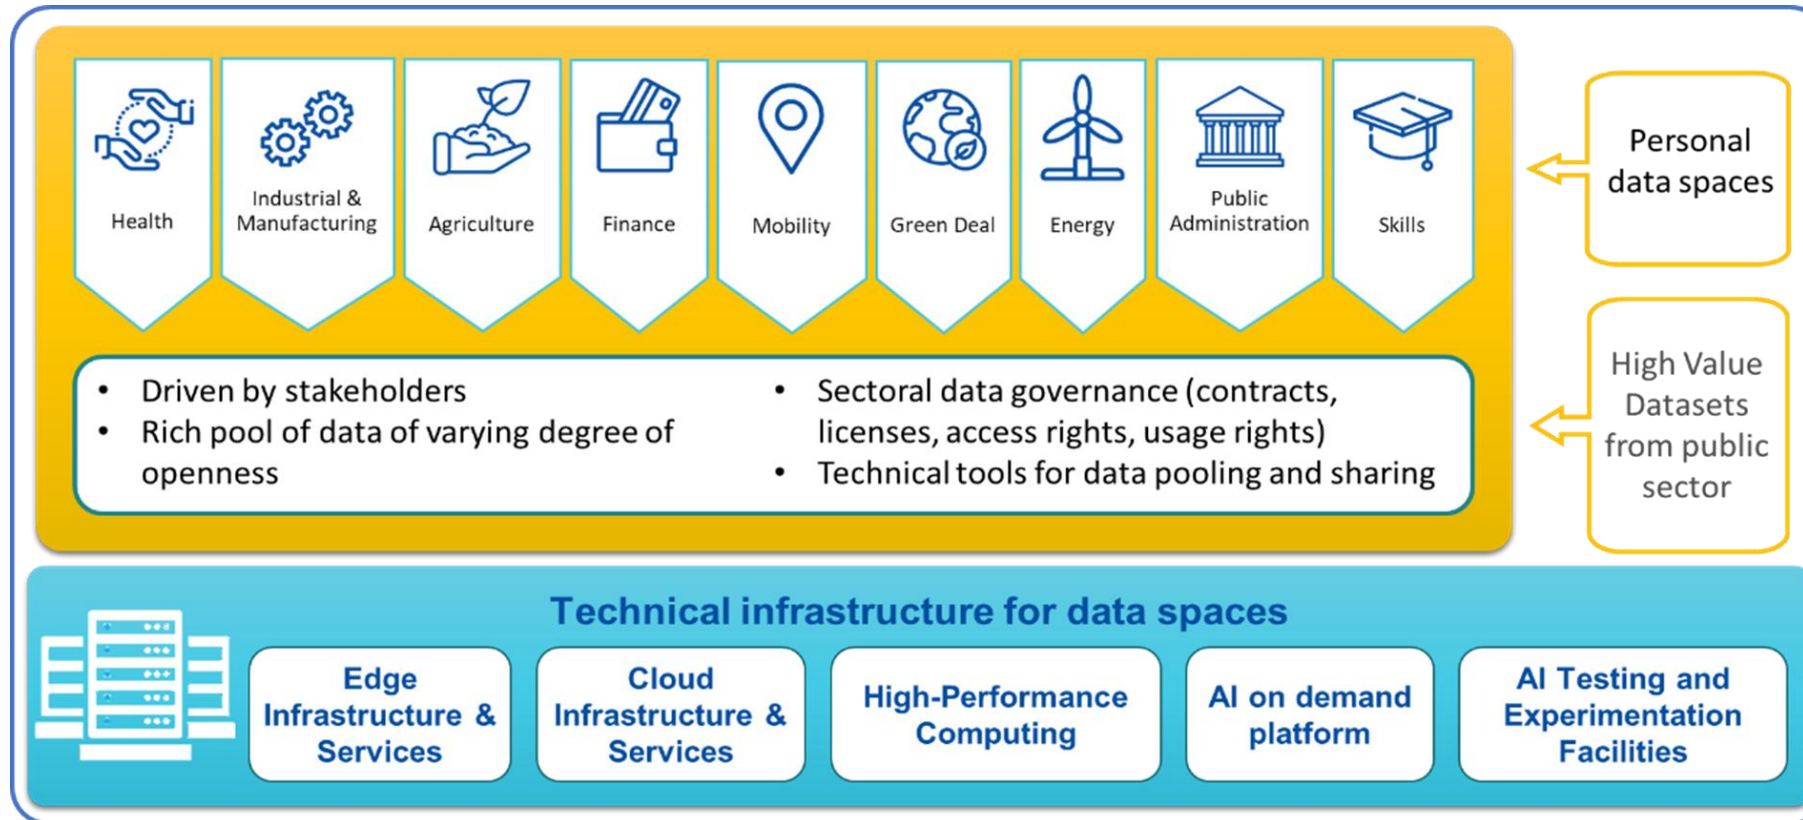 Health
Industrial &
Manufacturing
Agriculture
Finance
Mobility
Green Deal
Energy
Public
Administration
Skills
Personal
data spaces
• Driven by stakeholders
• Rich pool of data of varying degree of
openness
• Sectoral data governance (contracts,
licenses, access rights, usage rights)
• Technical tools for data pooling and sharing
High Value
Datasets
from public
sector
Technical infrastructure for data spaces
Edge
Infrastructure &
Services
Cloud
Infrastructure &
Services
High-Performance
Computing
AI on demand
platform
AI Testing and
Experimentation
Facilities